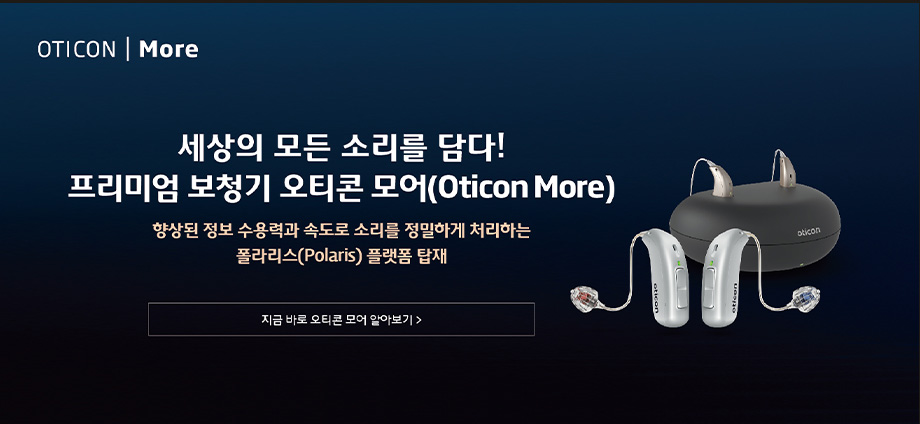 OTICON | More
세상의 모든 소리를 담다!
프리미엄 보청기 오티콘 모어(Oticon More)
향상된 정보 수용력과 속도로 소리를 정밀하게 처리하는
폴라리스(Polaris) 플랫폼 탑재
지금 바로 오티콘 모어 알아보기 >
oticon
oticon
oticon